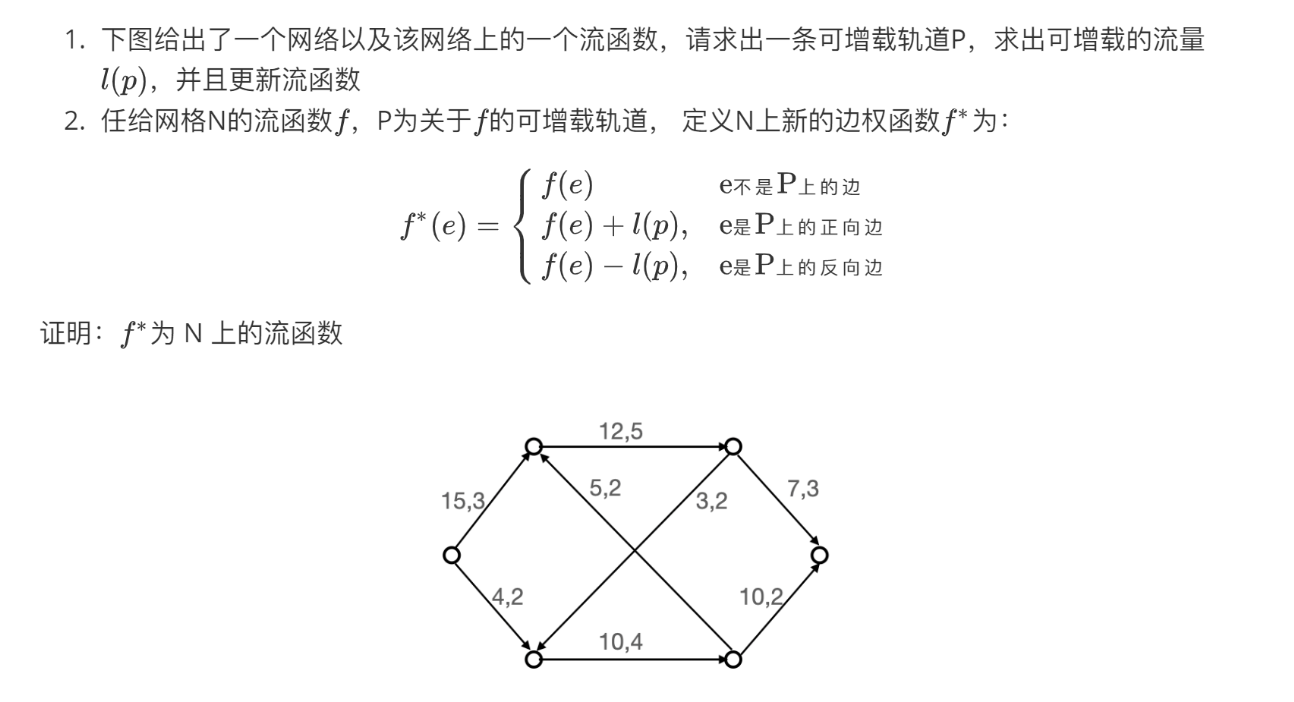 1. 下图给出了一个网络以及该网络上的一个流函数，请求出一条可增载轨道P，求出可增载的流量
l(p)，并且更新流函数
2. 任给网格N的流函数f，P为关于f的可增载轨道， 定义N上新的边权函数f*为：
f(e) e不是P上的边
f*(e) = { f(e) + l(p), e是P上的正向边
f(e) − l(p), e是P上的反向边
证明：f*为 N 上的流函数
12,5
15,3 5,2 3,2 7,3
4,2 10,2
10,4